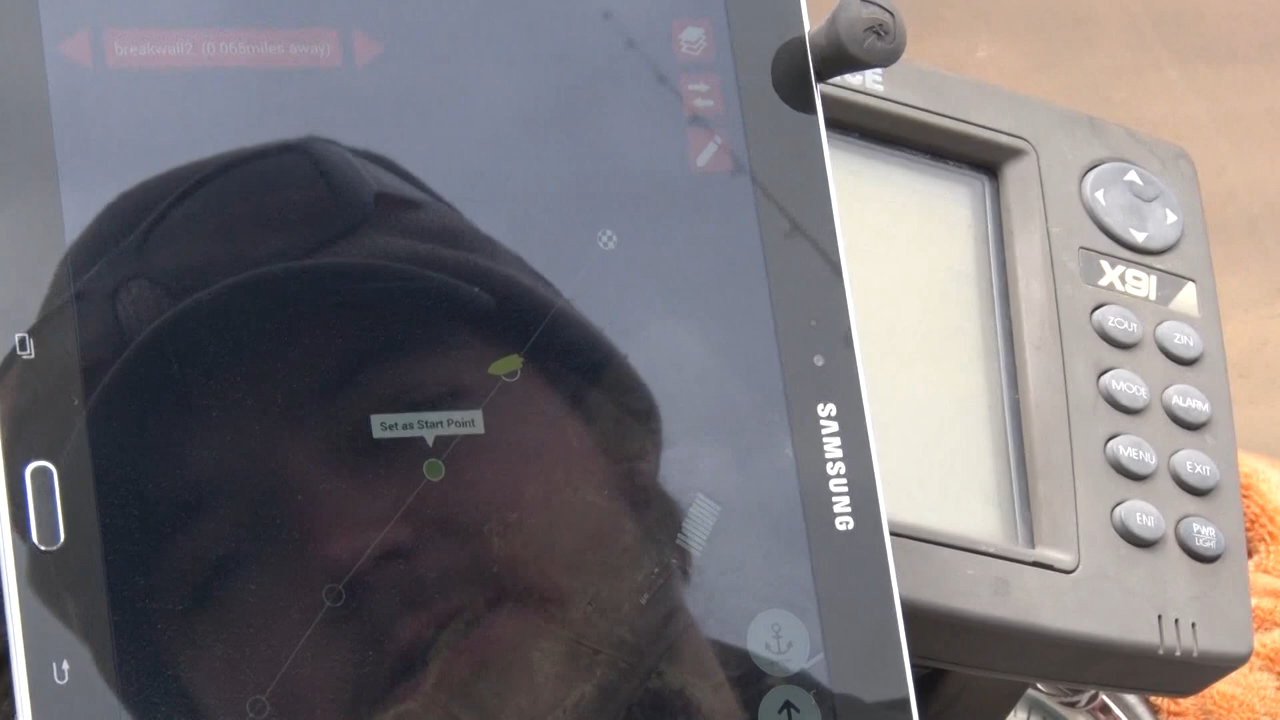 breakwall2 (0.065miles away)
Set as Start Point
SAMSUNG
X91
ZOUT
ZIN
MODE
ALARM
MENU
EXIT
ENT
PWR
LIGHT